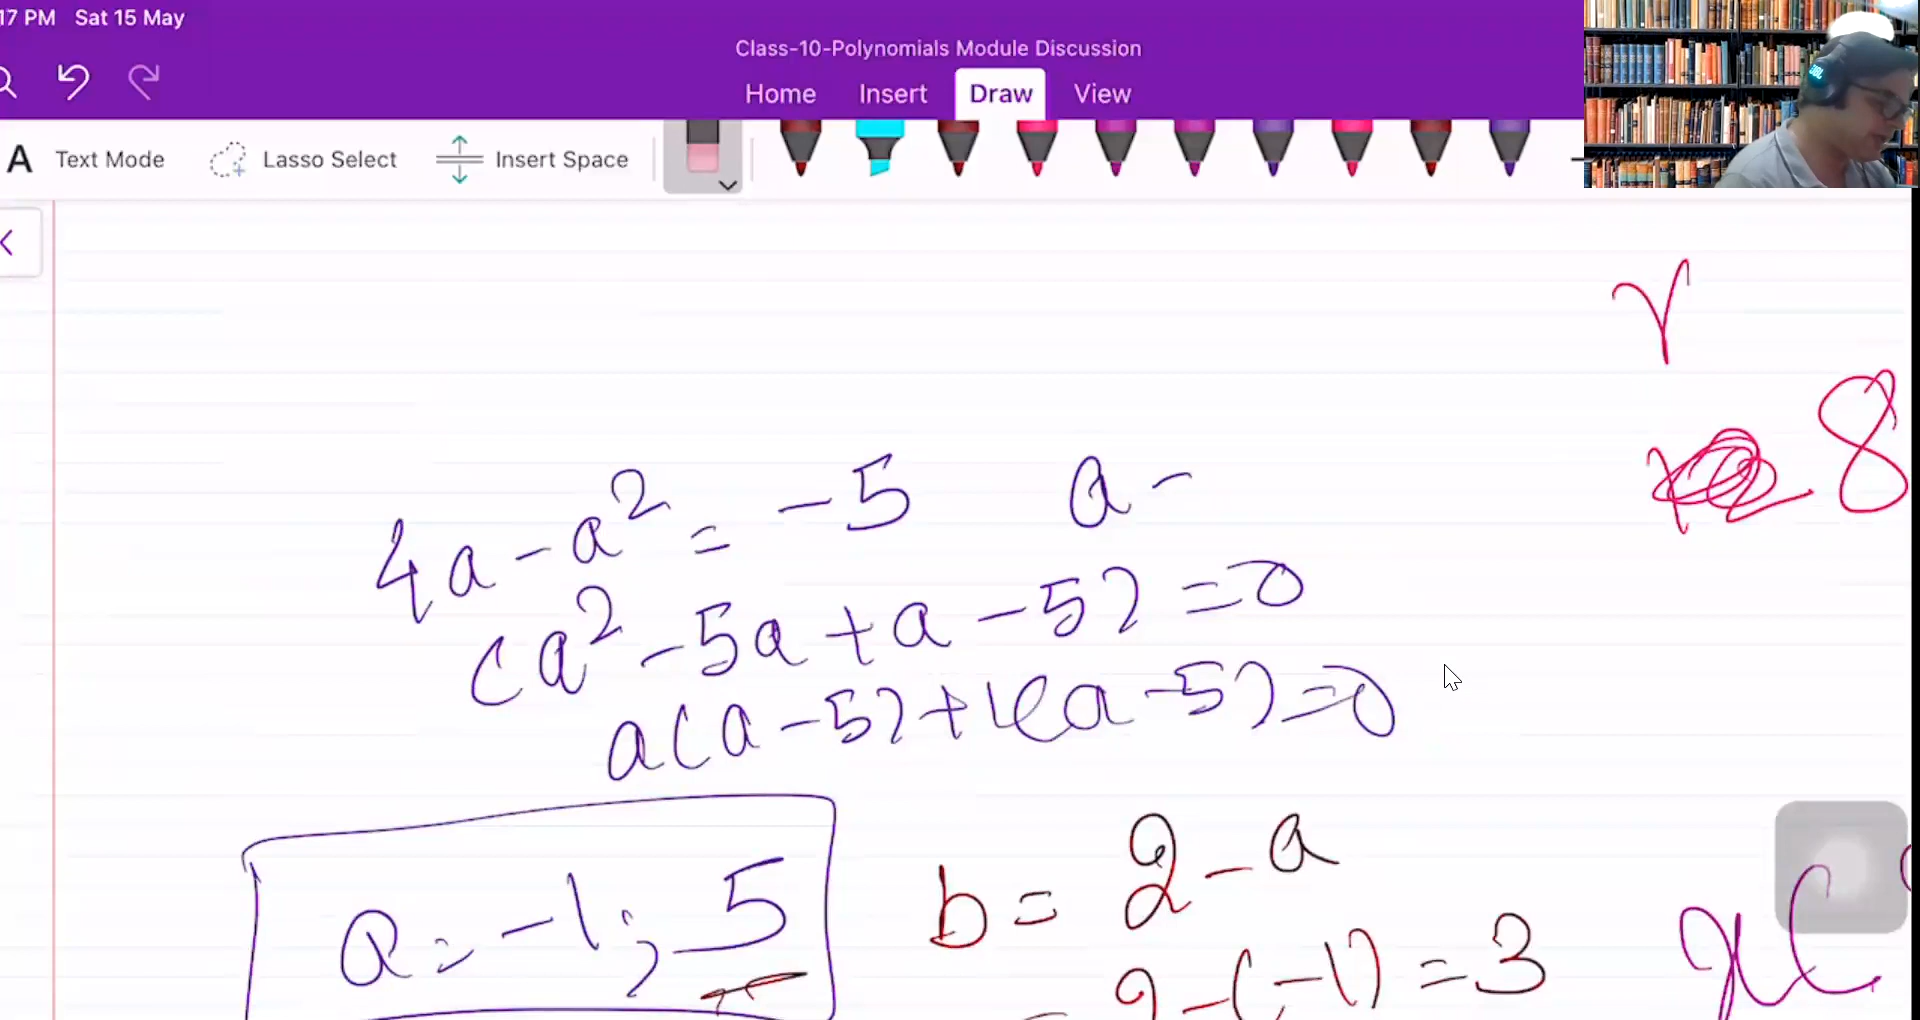 17 PM Sat 15 May
Class-10-Polynomials Module Discussion
Home Insert Draw View
A Text Mode Lasso Select Insert Space
8
4a - a² = -5 a -
(a² - 5a + a - 5) = 0
a(a - 5) + 1(a - 5) = 0
a = -1; 5
b = 2 - a
= 2 - (-1) = 3